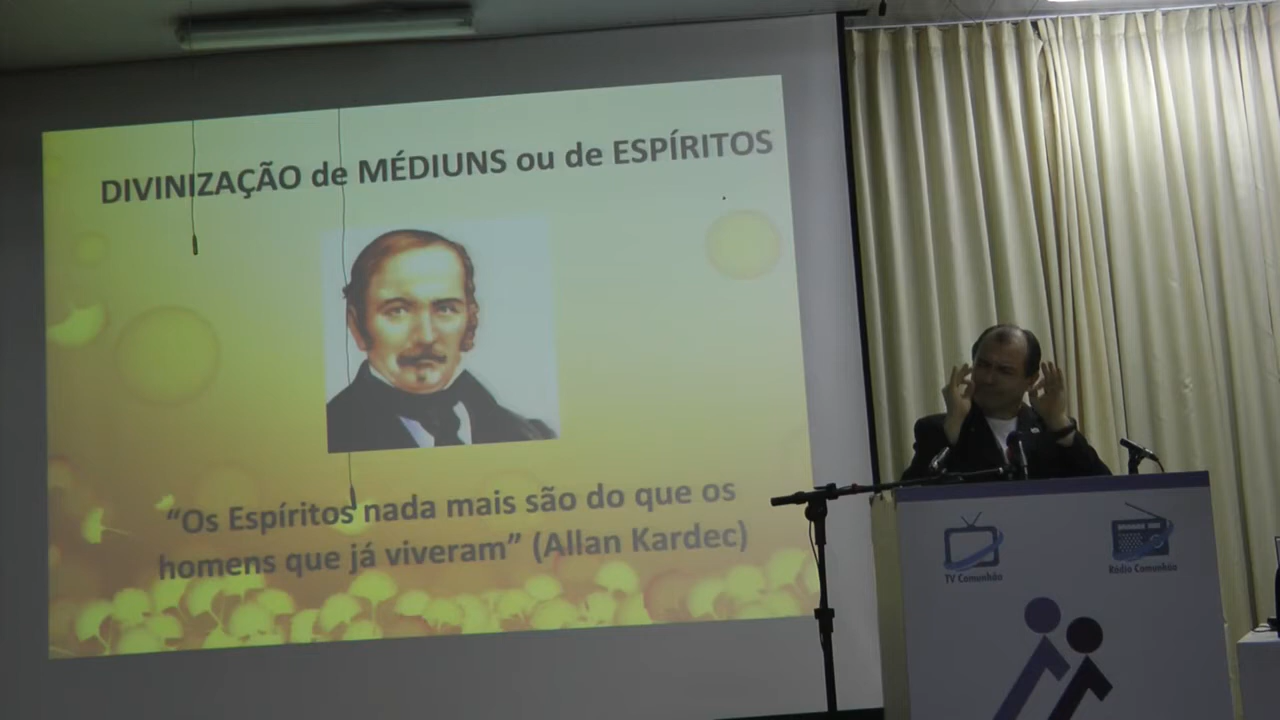 DIVINIZAÇÃO de MÉDIUNS ou de ESPÍRITOS
“Os Espíritos nada mais são do que os
homens que já viveram” (Allan Kardec)
TV Comunhão
Rádio Comunhão